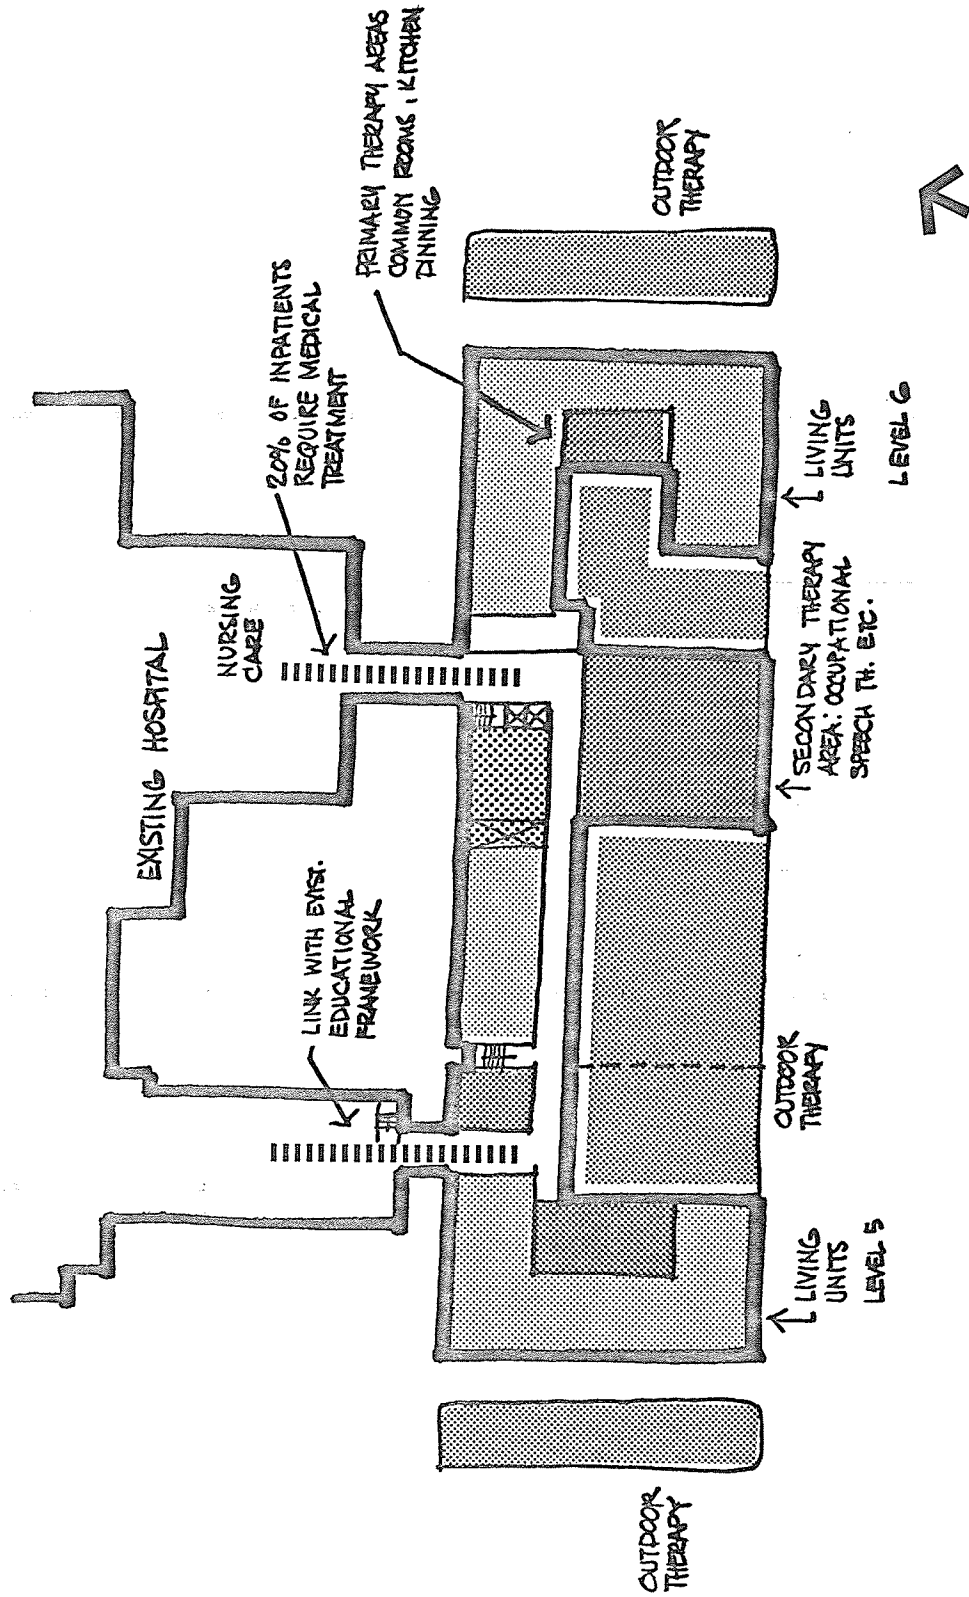 EXISTING HOSPITAL
NURSING
CARE
20% OF INPATIENTS
REQUIRE MEDICAL
TREATMENT
PRIMARY THERAPY AREAS
COMMON ROOMS, KITCHEN
DINNING
LINK WITH EXIST.
EDUCATIONAL
FRAMEWORK
OUTDOOR
THERAPY
OUTDOOR
THERAPY
LIVING
UNITS
LEVEL 5
OUTDOOR
THERAPY
SECONDARY THERAPY
AREA: OCCUPATIONAL
SPEECH TH. ETC.
LIVING
UNITS
LEVEL 6